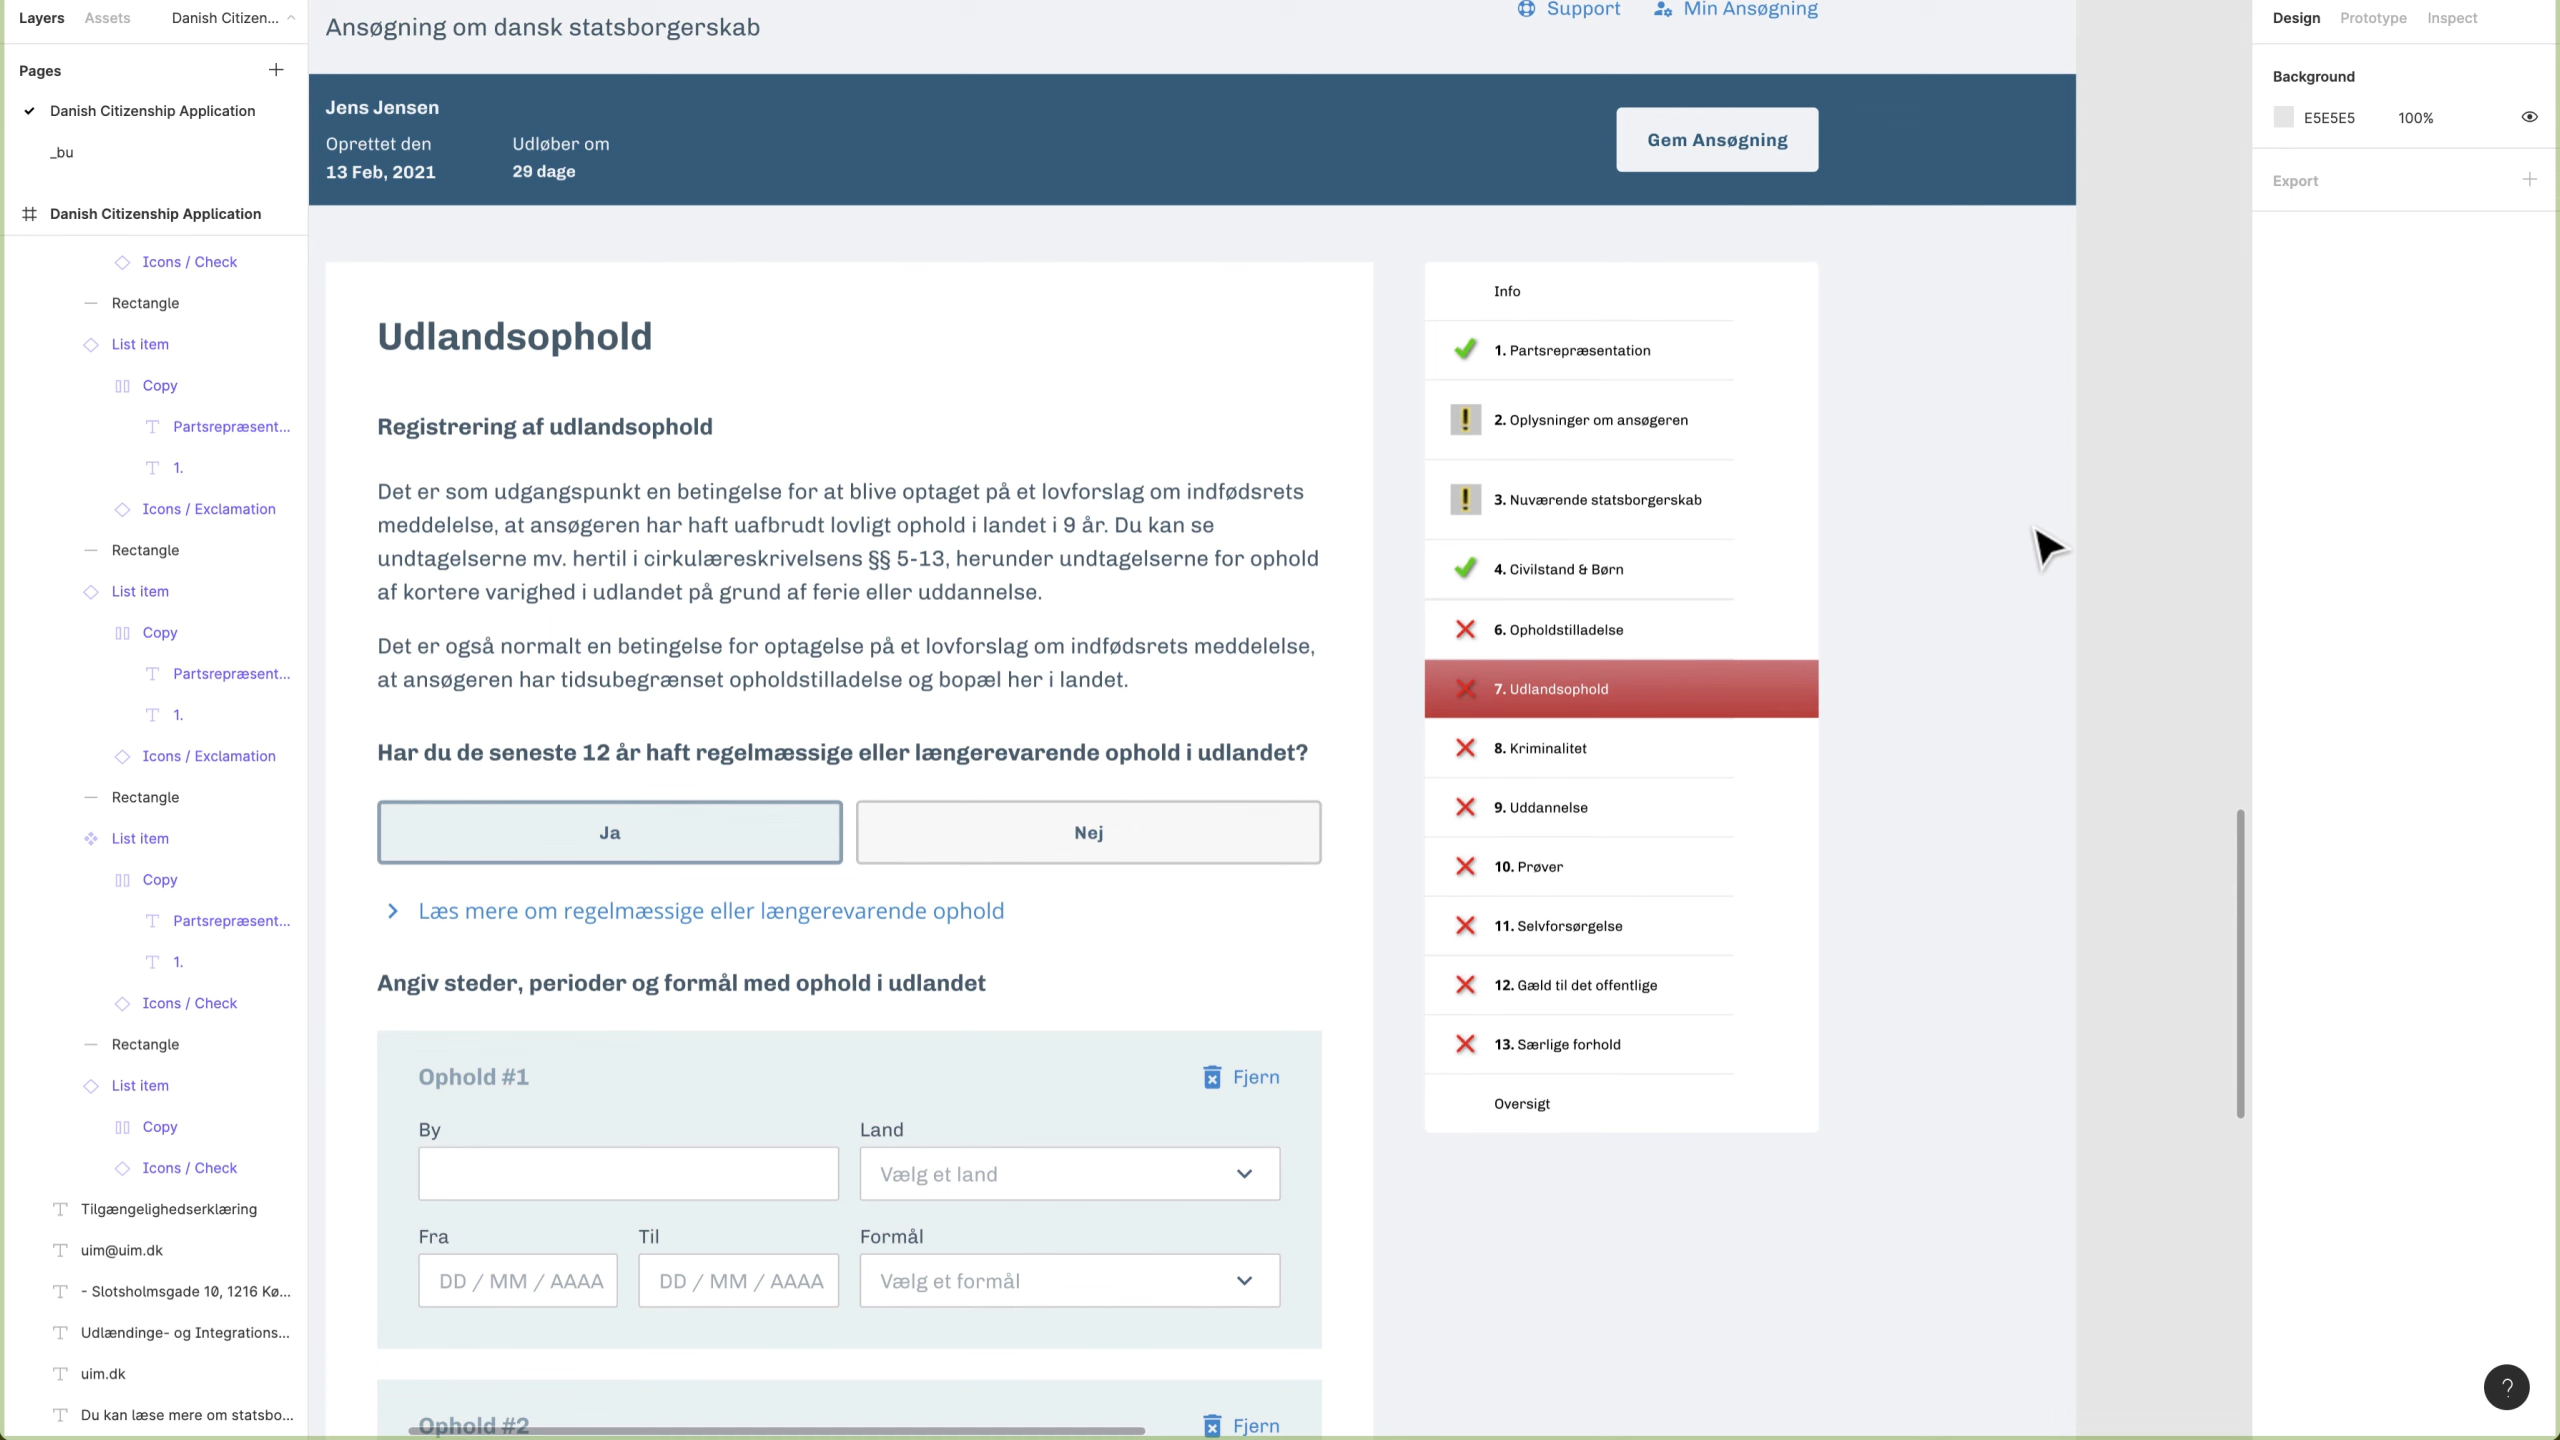 Layers
Assets
Danish Citizen...
Design
Prototype
Inspect
Pages
Danish Citizenship Application
_bu
Danish Citizenship Application
Icons / Check
Rectangle
List item
Copy
Partsrepræsent...
1.
Icons / Exclamation
Rectangle
List item
Copy
Partsrepræsent...
1.
Icons / Exclamation
Rectangle
List item
Copy
Partsrepræsent...
1.
Icons / Check
Rectangle
List item
Copy
Icons / Check
Tilgængelighedserklæring
uim@uim.dk
- Slotsholmsgade 10, 1216 Kø...
Udlændinge- og Integrations...
uim.dk
Du kan læse mere om statsbo...
Ansøgning om dansk statsborgerskab
Support
Min Ansøgning
Jens Jensen
Oprettet den
Udløber om
13 Feb, 2021
29 dage
Gem Ansøgning
Udlandsophold
Registrering af udlandsophold
Det er som udgangspunkt en betingelse for at blive optaget på et lovforslag om indfødsrets
meddelelse, at ansøgeren har haft uafbrudt lovligt ophold i landet i 9 år. Du kan se
undtagelserne mv. hertil i cirkulæreskrivelsens §§ 5-13, herunder undtagelserne for ophold
af kortere varighed i udlandet på grund af ferie eller uddannelse.
Det er også normalt en betingelse for optagelse på et lovforslag om indfødsrets meddelelse,
at ansøgeren har tidsubegrænset opholdstilladelse og bopæl her i landet.
Har du de seneste 12 år haft regelmæssige eller længerevarende ophold i udlandet?
Ja
Nej
Læs mere om regelmæssige eller længerevarende ophold
Angiv steder, perioder og formål med ophold i udlandet
Ophold #1
Fjern
By
Land
Vælg et land
Fra
Til
Formål
DD / MM / AAAA
DD / MM / AAAA
Vælg et formål
Ophold #2
Fjern
Info
1. Partsrepræsentation
2. Oplysninger om ansøgeren
3. Nuværende statsborgerskab
4. Civilstand & Børn
6. Opholdstilladelse
7. Udlandsophold
8. Kriminalitet
9. Uddannelse
10. Prøver
11. Selvforsørgelse
12. Gæld til det offentlige
13. Særlige forhold
Oversigt
Background
E5E5E5
100%
Export
?